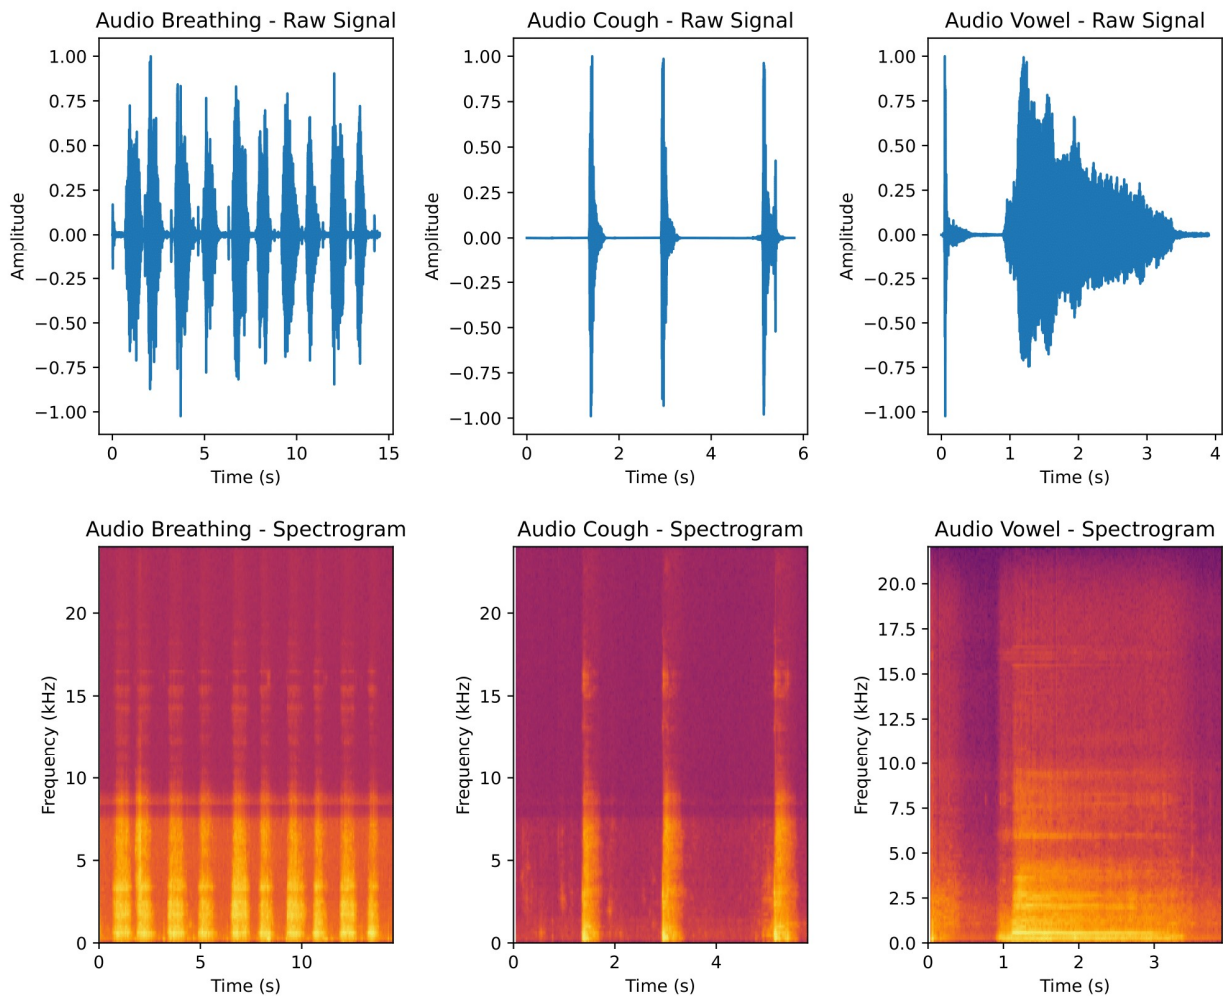 Audio Breathing - Raw Signal
1.00
0.75
0.50
0.25
0.00
−0.25
−0.50
−0.75
−1.00
Amplitude
0 5 10 15
Time (s)
Audio Cough - Raw Signal
1.00
0.75
0.50
0.25
0.00
−0.25
−0.50
−0.75
−1.00
Amplitude
0 2 4 6
Time (s)
Audio Vowel - Raw Signal
1.00
0.75
0.50
0.25
0.00
−0.25
−0.50
−0.75
−1.00
Amplitude
0 1 2 3 4
Time (s)
Audio Breathing - Spectrogram
20
15
10
5
0
Frequency (kHz)
0 5 10
Time (s)
Audio Cough - Spectrogram
20
15
10
5
0
Frequency (kHz)
0 2 4
Time (s)
Audio Vowel - Spectrogram
20.0
17.5
15.0
12.5
10.0
7.5
5.0
2.5
0.0
Frequency (kHz)
0 1 2 3
Time (s)